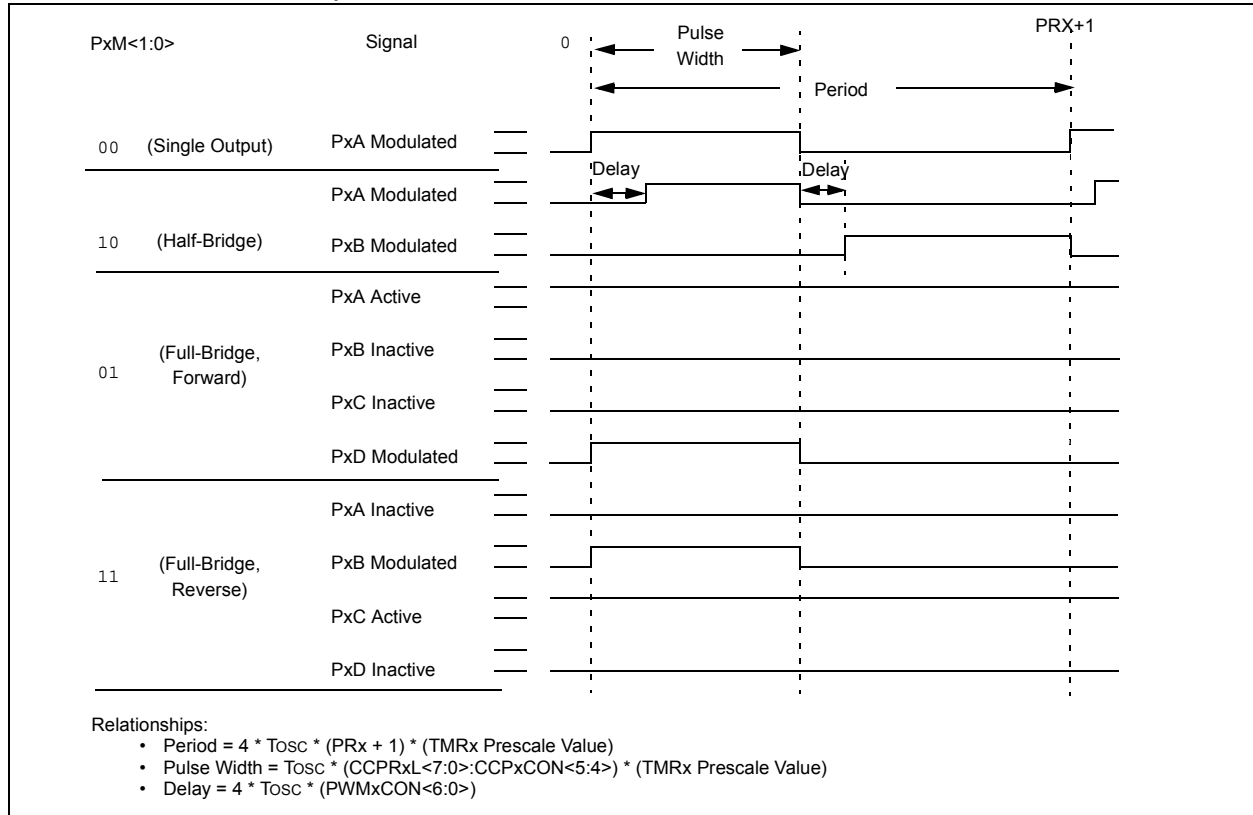 PxM<1:0> Signal 0 Pulse Width PRX+1
Period
00 (Single Output) PxA Modulated
Delay Delay
PxA Modulated
10 (Half-Bridge) PxB Modulated
PxA Active
(Full-Bridge, PxB Inactive
01 Forward)
PxC Inactive
PxD Modulated
PxA Inactive
(Full-Bridge, PxB Modulated
11 Reverse)
PxC Active
PxD Inactive
Relationships:
• Period = 4 * TOSC * (PRx + 1) * (TMRx Prescale Value)
• Pulse Width = TOSC * (CCPRxL<7:0>:CCPxCON<5:4>) * (TMRx Prescale Value)
• Delay = 4 * TOSC * (PWMxCON<6:0>)